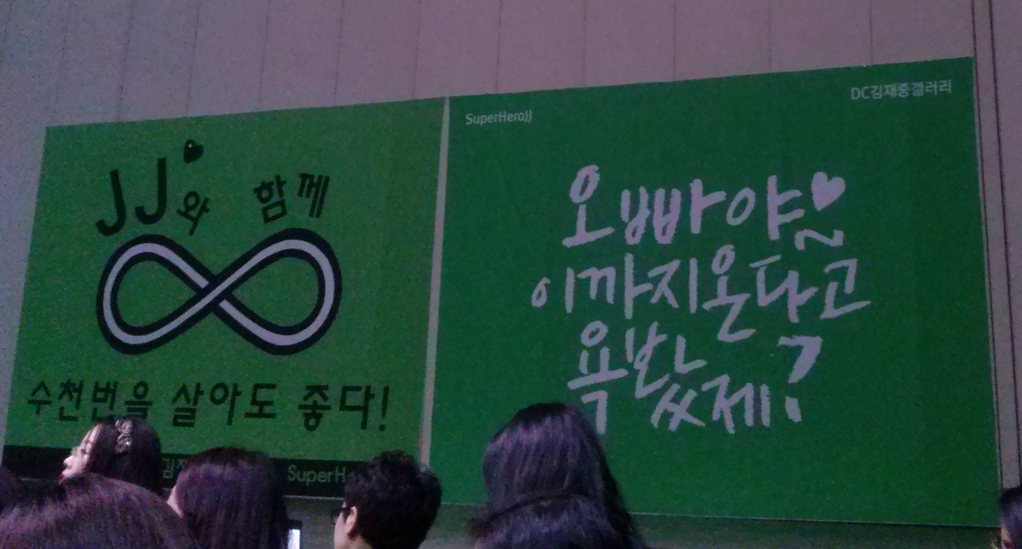 JJ와 함께
수천번을 살아도 좋다!
SuperH
SuperHeroJJ
DC김재중갤러리
오빠야~
이까지온다고
욕봤제?